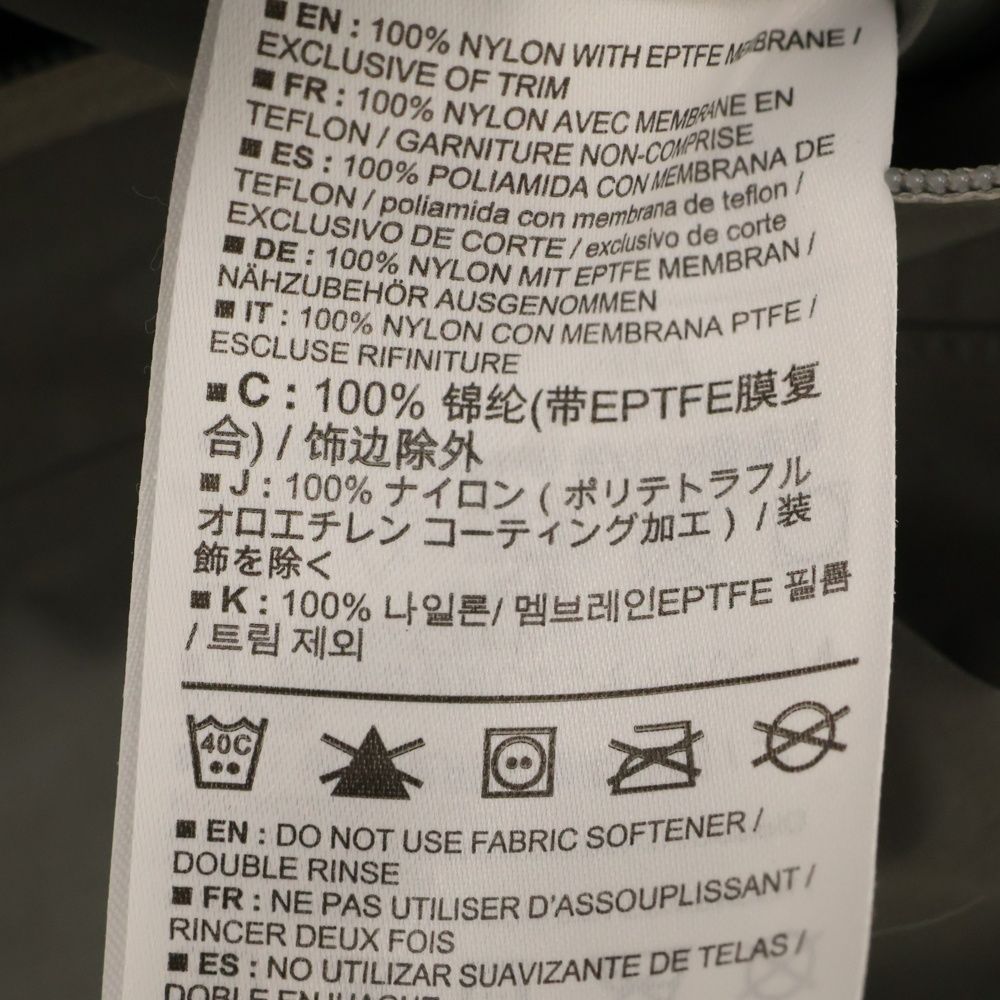 ■ EN : 100% NYLON WITH EPTFE MEMBRANE /
EXCLUSIVE OF TRIM
■ FR : 100% NYLON AVEC MEMBRANE EN
TEFLON / GARNITURE NON-COMPRISE
■ ES : 100% POLIAMIDA CON MEMBRANA DE
TEFLON / poliamida con membrana de teflon /
EXCLUSIVO DE CORTE / exclusivo de corte
■ DE : 100% NYLON MIT EPTFE MEMBRAN /
NÄHZUBEHÖR AUSGENOMMEN
■ IT : 100% NYLON CON MEMBRANA PTFE /
ESCLUSE RIFINITURE
■ C : 100% 锦纶(带EPTFE膜复
合) / 饰边除外
■ J : 100% ナイロン ( ポリテトラフル
オロエチレン コーティング加工 ) / 装
飾を除く
■ K : 100% 나일론/ 멤브레인EPTFE 필름
/ 트림 제외
40C
■ EN : DO NOT USE FABRIC SOFTENER /
DOUBLE RINSE
■ FR : NE PAS UTILISER D'ASSOUPLISSANT /
RINCER DEUX FOIS
■ ES : NO UTILIZAR SUAVIZANTE DE TELAS /
DOBLE ENJUAGUE